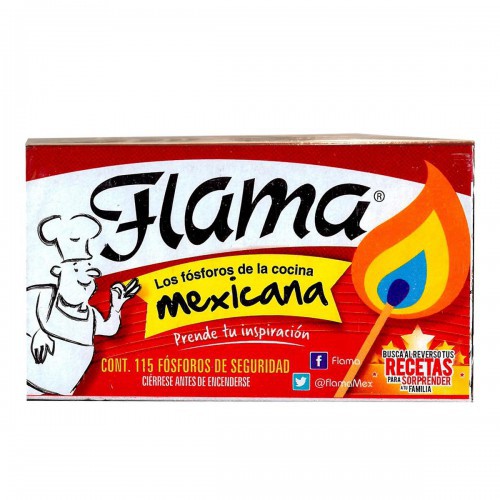 Flama®
Los fósforos de la cocina
mexicana
Prende tu inspiración
CONT. 115 FÓSFOROS DE SEGURIDAD
CIÉRRESE ANTES DE ENCENDERSE
f Flama
@flamaMex
BUSCA AL REVERSO TUS
RECETAS
PARA SORPRENDER
A TU FAMILIA